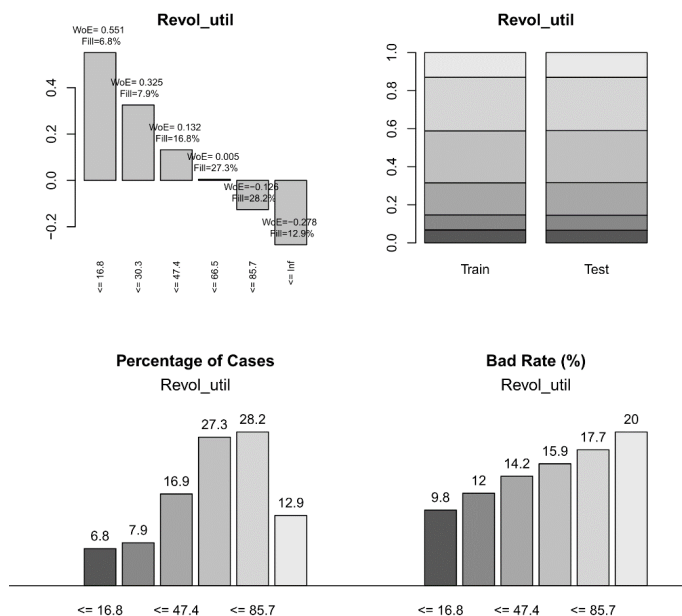 Revol_util
WoE= 0.551
Fill=6.8%
WoE= 0.325
Fill=7.9%
WoE= 0.132
Fill=16.8%
WoE= 0.005
Fill=27.3%
WoE=−0.126
Fill=28.2%
WoE=−0.278
Fill=12.9%
0.4
0.2
0.0
−0.2
<= 16.8
<= 30.3
<= 47.4
<= 66.5
<= 85.7
<= Inf
Revol_util
1.0
0.8
0.6
0.4
0.2
0.0
Train
Test
Percentage of Cases
Revol_util
6.8
7.9
16.9
27.3
28.2
12.9
<= 16.8
<= 47.4
<= 85.7
Bad Rate (%)
Revol_util
9.8
12
14.2
15.9
17.7
20
<= 16.8
<= 47.4
<= 85.7